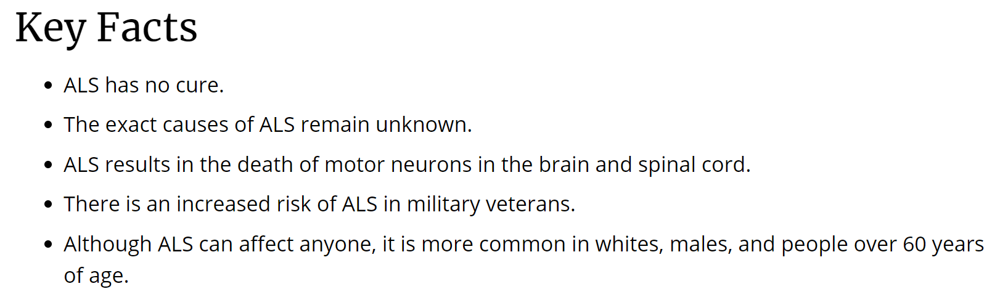 Key Facts
ALS has no cure.
The exact causes of ALS remain unknown.
ALS results in the death of motor neurons in the brain and spinal cord.
There is an increased risk of ALS in military veterans.
Although ALS can affect anyone, it is more common in whites, males, and people over 60 years
of age.